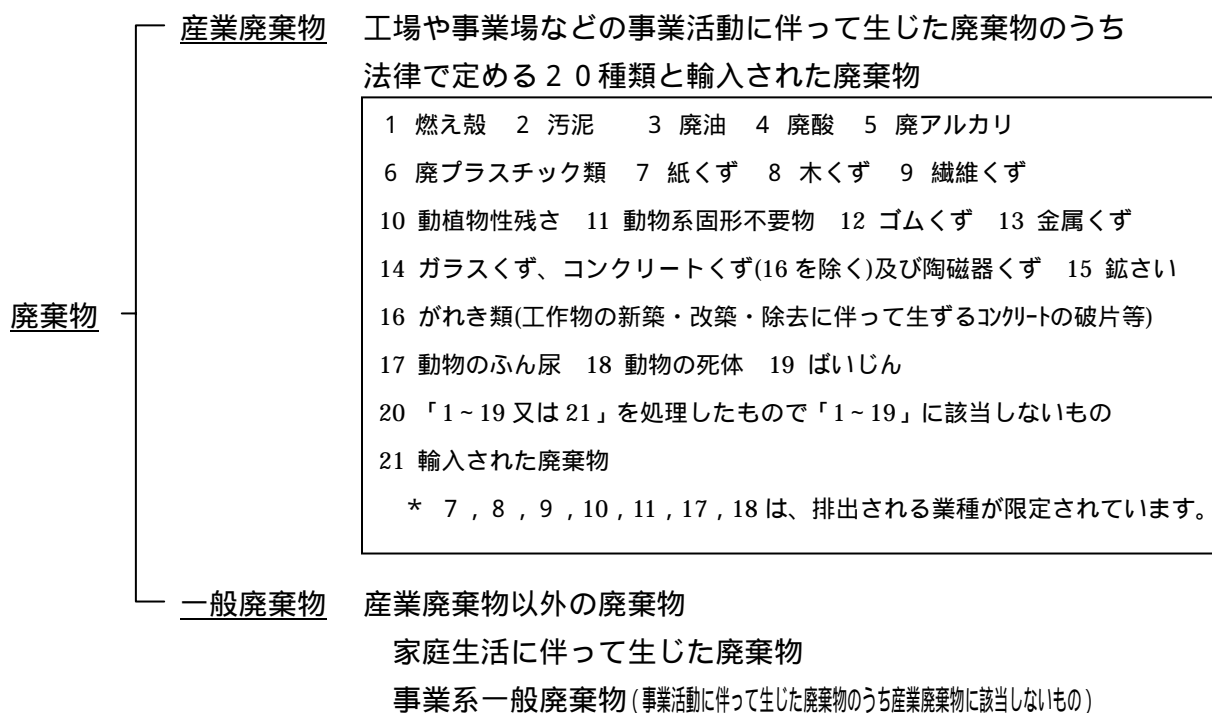 産業廃棄物 工場や事業場などの事業活動に伴って生じた廃棄物のうち
法律で定める20種類と輸入された廃棄物
1 燃え殻 2 汚泥 3 廃油 4 廃酸 5 廃アルカリ
6 廃プラスチック類 7 紙くず 8 木くず 9 繊維くず
10 動植物性残さ 11 動物系固形不要物 12 ゴムくず 13 金属くず
14 ガラスくず、コンクリートくず(16を除く)及び陶磁器くず 15 鉱さい
廃棄物
16 がれき類(工作物の新築・改築・除去に伴って生ずるコンクリートの破片等)
17 動物のふん尿 18 動物の死体 19 ばいじん
20 「1~19又は21」を処理したもので「1~19」に該当しないもの
21 輸入された廃棄物
* 7,8,9,10,11,17,18は、排出される業種が限定されています。
一般廃棄物 産業廃棄物以外の廃棄物
家庭生活に伴って生じた廃棄物
事業系一般廃棄物(事業活動に伴って生じた廃棄物のうち産業廃棄物に該当しないもの)